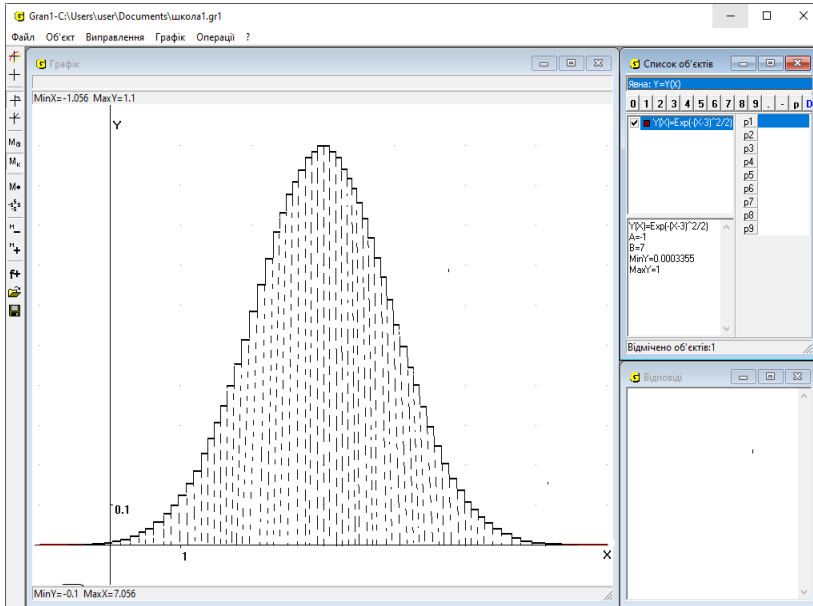 Gran1-C:\Users\user\Documents\школа1.gr1
Файл Об'єкт Виправлення Графік Операції ?
Графік
MinX=-1.056 MaxY=1.1
Y
0.1
1
X
MinY=-0.1 MaxX=7.056
Mа
Mк
M•
M
M
f+
Список об'єктів
Явна: Y=Y(X)
0 1 2 3 4 5 6 7 8 9 . - p D
Y(X)=Exp(-(X-3)^2/2)
p1
p2
p3
p4
p5
p6
p7
p8
p9
Y(X)=Exp(-(X-3)^2/2)
A=-1
B=7
MinY=0.0003355
MaxY=1
Відмічено об'єктів:1
Відповіді